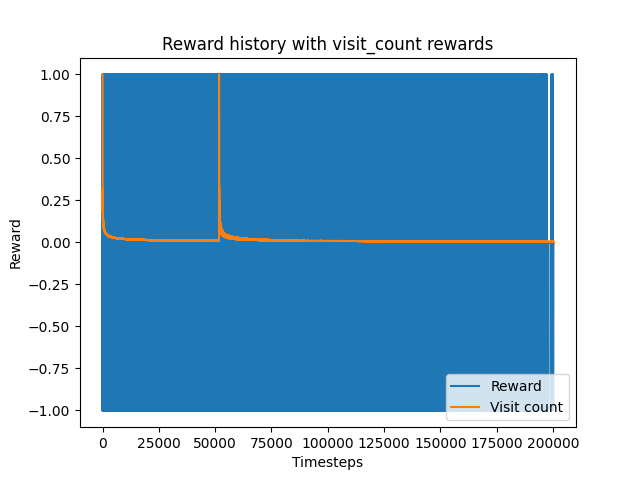 Reward history with visit_count rewards
1.00
0.75
0.50
0.25
0.00
−0.25
−0.50
−0.75
−1.00
Reward
Reward
Visit count
0 25000 50000 75000 100000 125000 150000 175000 200000
Timesteps